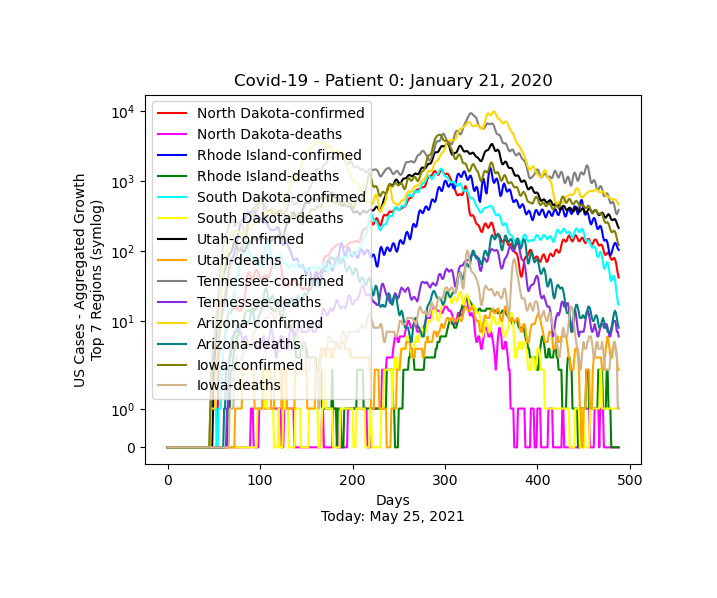 Covid-19 - Patient 0: January 21, 2020
US Cases - Aggregated Growth
Top 7 Regions (symlog)
10^4
10^3
10^2
10^1
10^0
0
North Dakota-confirmed
North Dakota-deaths
Rhode Island-confirmed
Rhode Island-deaths
South Dakota-confirmed
South Dakota-deaths
Utah-confirmed
Utah-deaths
Tennessee-confirmed
Tennessee-deaths
Arizona-confirmed
Arizona-deaths
Iowa-confirmed
Iowa-deaths
0 100 200 300 400 500
Days
Today: May 25, 2021